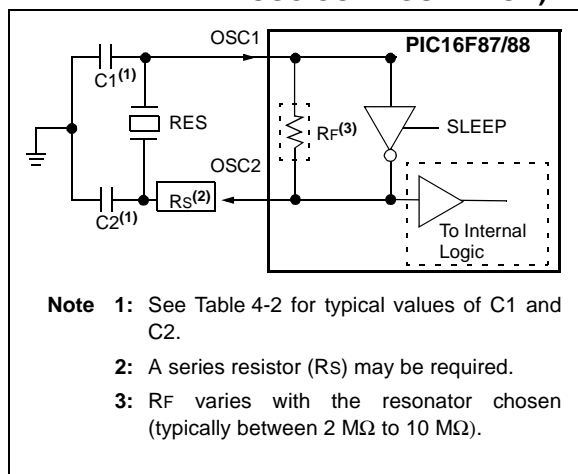 OSC1
PIC16F87/88
C1(1)
RES
RF(3)
SLEEP
OSC2
RS(2)
C2(1)
To Internal
Logic
Note 1: See Table 4-2 for typical values of C1 and
C2.
2: A series resistor (RS) may be required.
3: RF varies with the resonator chosen
(typically between 2 MΩ to 10 MΩ).